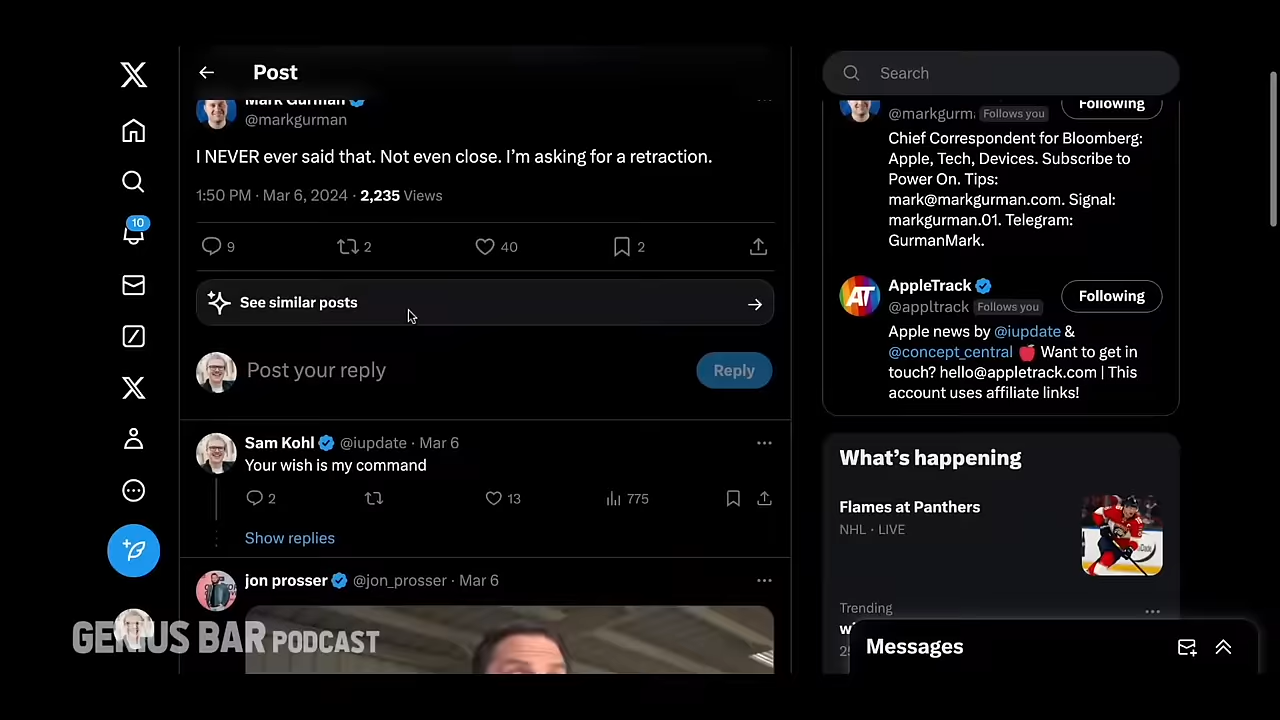 Post
Mark Gurman
@markgurman
I NEVER ever said that. Not even close. I’m asking for a retraction.
1:50 PM · Mar 6, 2024 · 2,235 Views
9
2
40
2
See similar posts
Post your reply
Reply
Sam Kohl @iupdate · Mar 6
Your wish is my command
2
13
775
Show replies
jon prosser @jon_prosser · Mar 6
10
Search
@markgurm Follows you
Following
Chief Correspondent for Bloomberg:
Apple, Tech, Devices. Subscribe to
Power On. Tips:
mark@markgurman.com. Signal:
markgurman.01. Telegram:
GurmanMark.
AppleTrack
@appltrack Follows you
Following
Apple news by @iupdate &
@concept_central 🍎 Want to get in
touch? hello@appletrack.com | This
account uses affiliate links!
AT
What’s happening
Flames at Panthers
NHL · LIVE
Trending
Messages
GENIUS BAR PODCAST